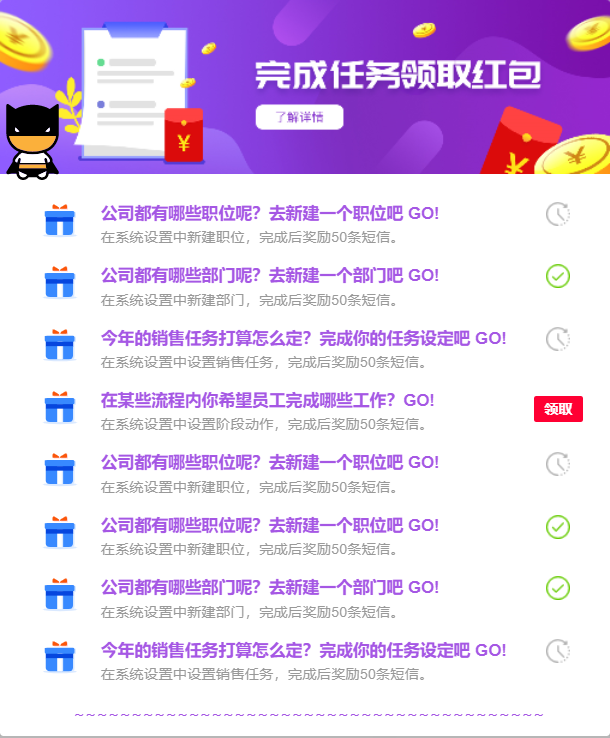 完成任务领取红包
了解详情
¥
¥
¥
公司都有哪些职位呢？去新建一个职位吧 GO!
在系统设置中新建职位，完成后奖励50条短信。
公司都有哪些部门呢？去新建一个部门吧 GO!
在系统设置中新建部门，完成后奖励50条短信。
今年的销售任务打算怎么定？完成你的任务设定吧 GO!
在系统设置中设置销售任务，完成后奖励50条短信。
在某些流程内你希望员工完成哪些工作？GO!
在系统设置中设置阶段动作，完成后奖励50条短信。
领取
公司都有哪些职位呢？去新建一个职位吧 GO!
在系统设置中新建职位，完成后奖励50条短信。
公司都有哪些职位呢？去新建一个职位吧 GO!
在系统设置中新建职位，完成后奖励50条短信。
公司都有哪些部门呢？去新建一个部门吧 GO!
在系统设置中新建部门，完成后奖励50条短信。
今年的销售任务打算怎么定？完成你的任务设定吧 GO!
在系统设置中设置销售任务，完成后奖励50条短信。
~~~~~~~~~~~~~~~~~~~~~~~~~~~~~~~~~~~~~~~~~